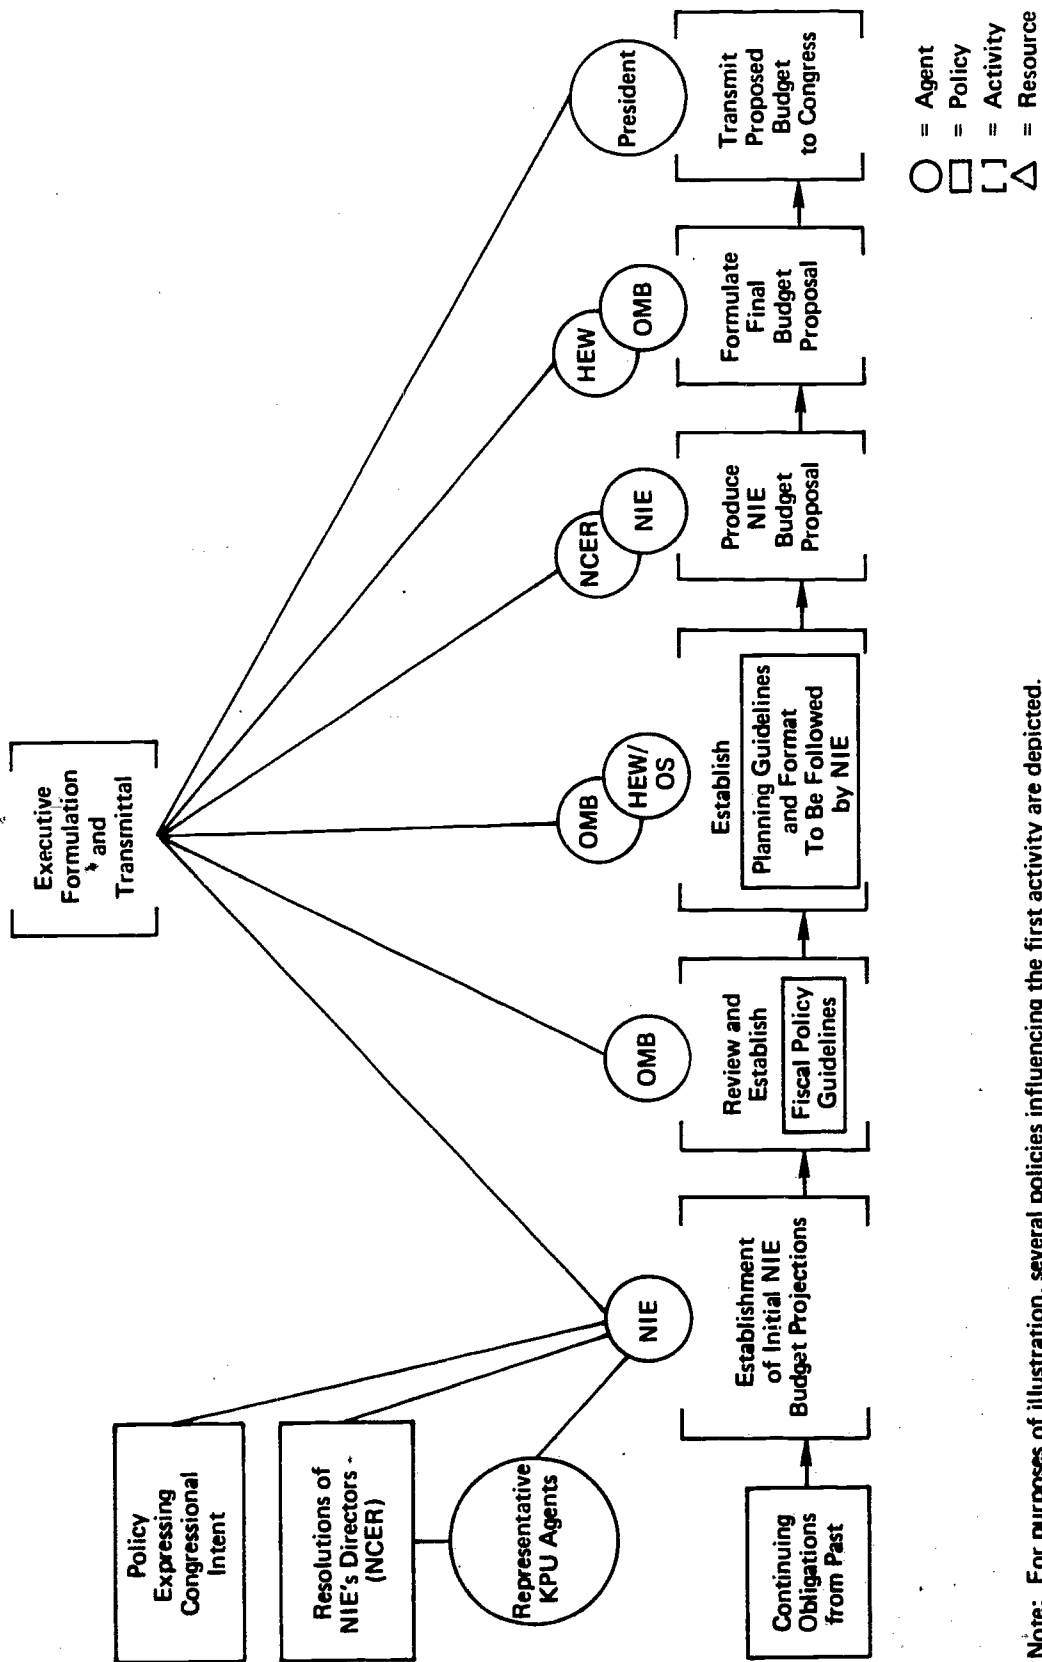 Executive
Formulation
and
Transmittal
Policy
Expressing
Congressional
Intent
Resolutions of
NIE's Directors -
(NCER)
Representative
KPU Agents
NIE
OMB
OMB
HEW/
OS
NCER
NIE
HEW
OMB
President
Continuing
Obligations
from Past
Establishment
of Initial NIE
Budget Projections
Review and
Establish
Fiscal Policy
Guidelines
Establish
Planning Guidelines
and Format
To Be Followed
by NIE
Produce
NIE
Budget
Proposal
Formulate
Final
Budget
Proposal
Transmit
Proposed
Budget
to Congress
= Agent
= Policy
= Activity
= Resource
Note: For purposes of illustration, several policies influencing the first activity are depicted.